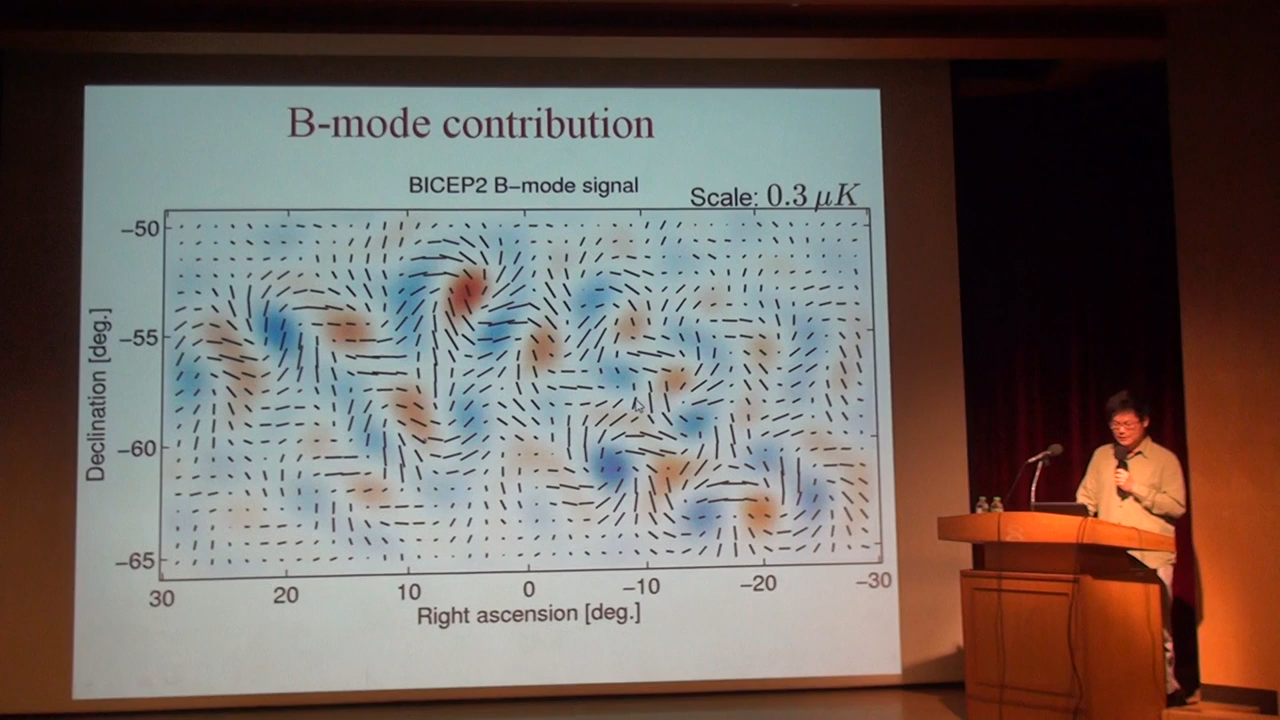 B-mode contribution
BICEP2 B−mode signal
Scale: 0.3 μK
−50
−55
−60
−65
Declination [deg.]
30 20 10 0 −10 −20 −30
Right ascension [deg.]